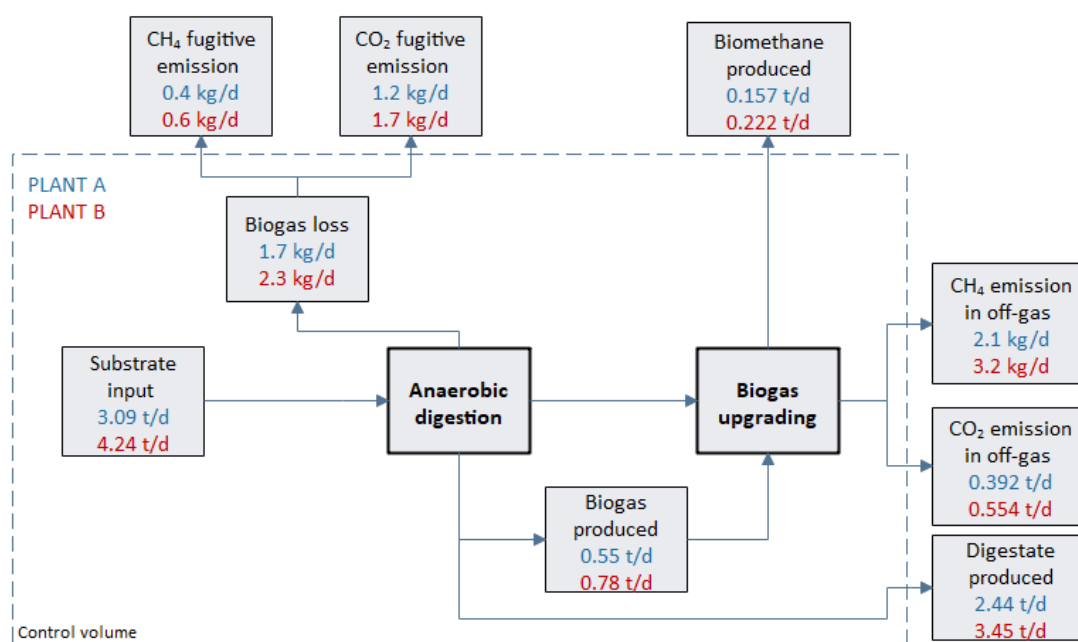 CH₄ fugitive
emission
0.4 kg/d
0.6 kg/d
CO₂ fugitive
emission
1.2 kg/d
1.7 kg/d
Biomethane
produced
0.157 t/d
0.222 t/d
PLANT A
PLANT B
Biogas loss
1.7 kg/d
2.3 kg/d
CH₄ emission
in off-gas
2.1 kg/d
3.2 kg/d
Substrate
input
3.09 t/d
4.24 t/d
Anaerobic
digestion
Biogas
upgrading
CO₂ emission
in off-gas
0.392 t/d
0.554 t/d
Biogas
produced
0.55 t/d
0.78 t/d
Digestate
produced
2.44 t/d
3.45 t/d
Control volume